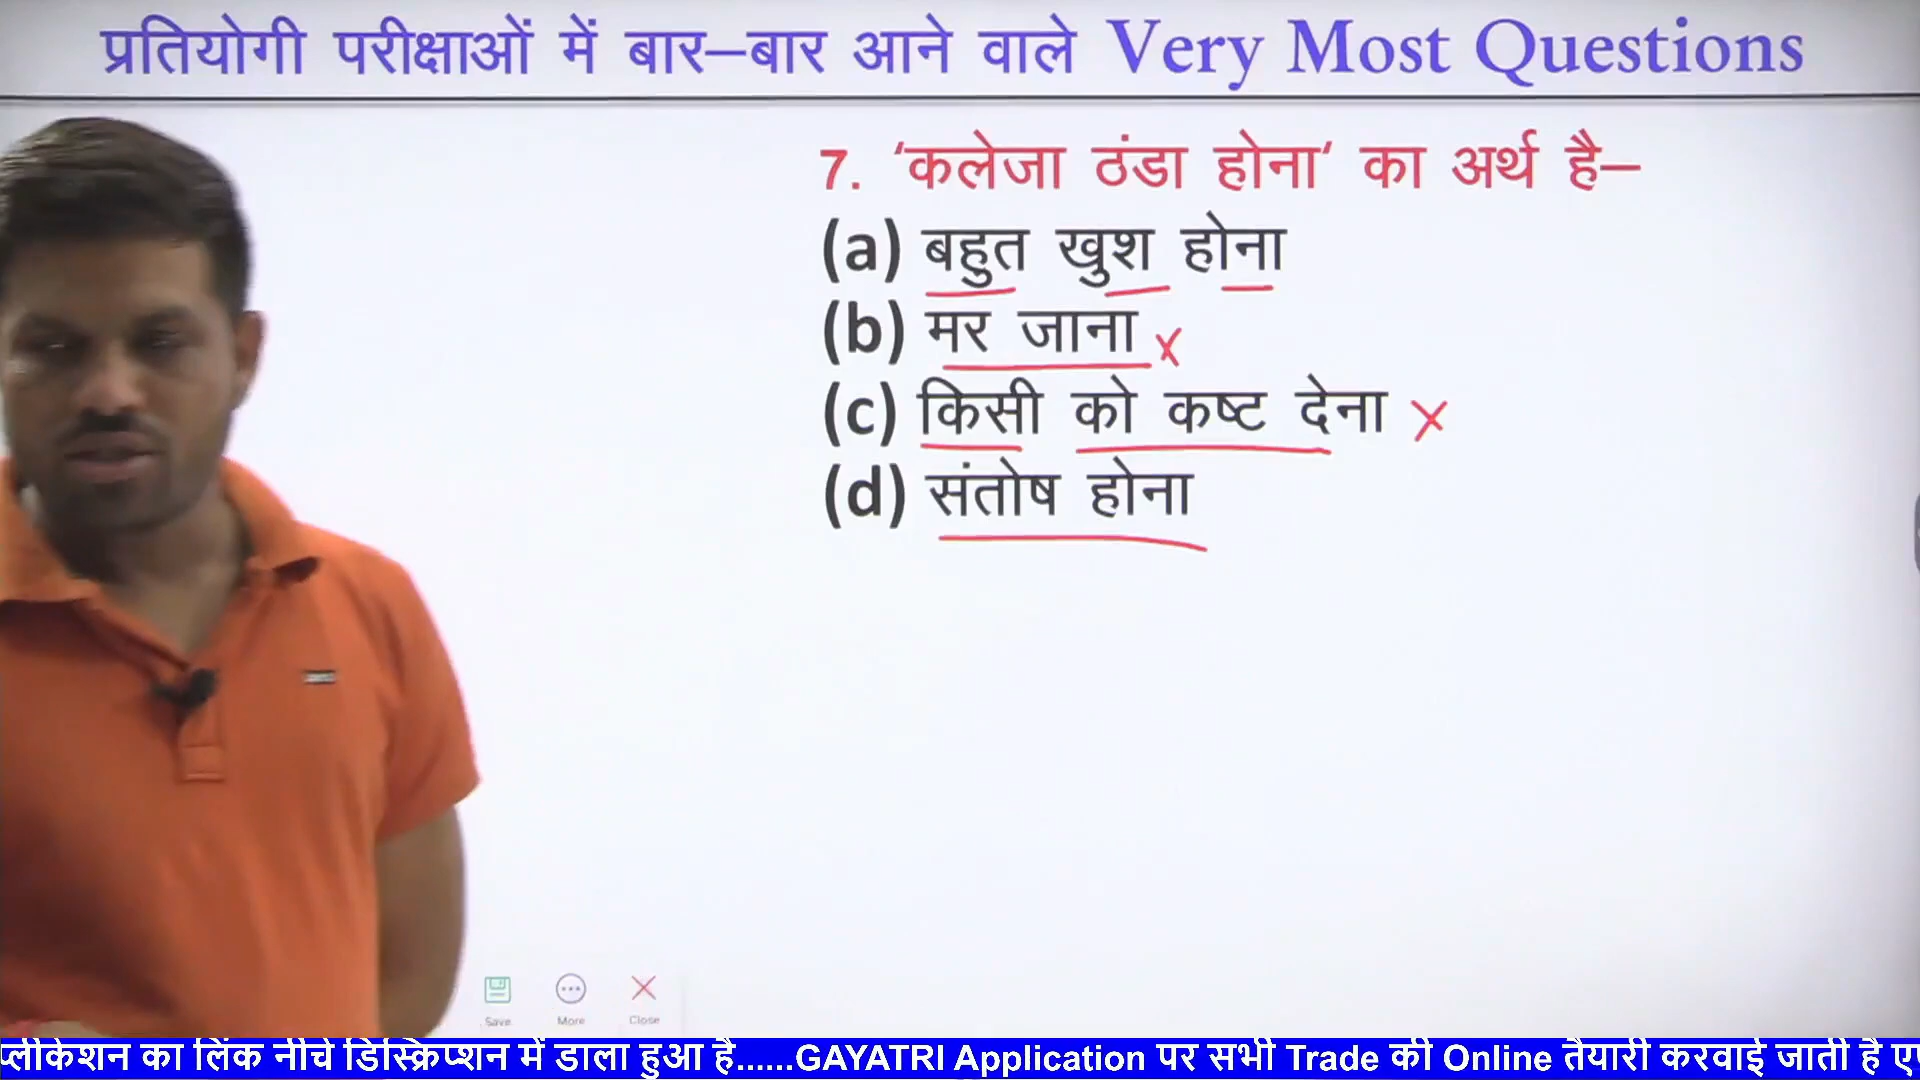 प्रतियोगी परीक्षाओं में बार–बार आने वाले Very Most Questions
7. ‘कलेजा ठंडा होना‘ का अर्थ है–
(a) बहुत खुश होना
(b) मर जाना x
(c) किसी को कष्ट देना x
(d) संतोष होना
Save More Close
प्लीकेशन का लिंक नीचे डिस्क्रिप्शन में डाला हुआ है......GAYATRI Application पर सभी Trade की Online तैयारी करवाई जाती है